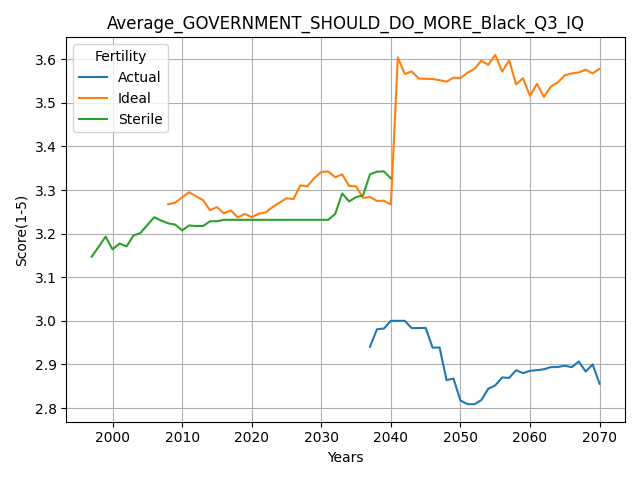 Average_GOVERNMENT_SHOULD_DO_MORE_Black_Q3_IQ
Fertility
Actual
Ideal
Sterile
Score(1-5)
3.6
3.5
3.4
3.3
3.2
3.1
3.0
2.9
2.8
2000 2010 2020 2030 2040 2050 2060 2070
Years